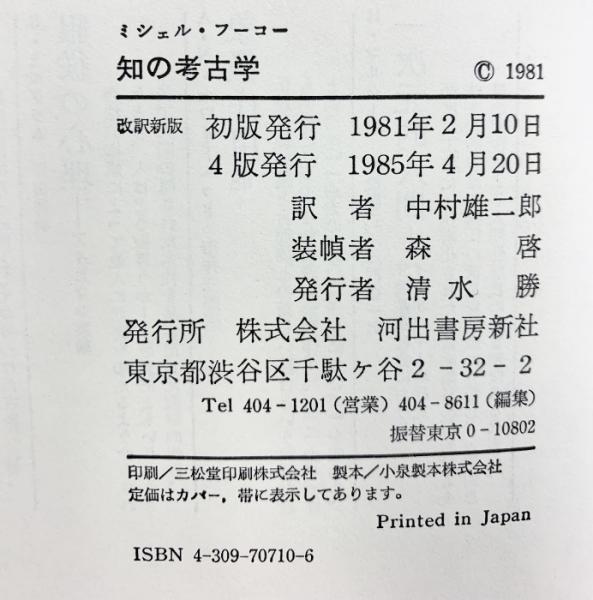 ミシェル・フーコー
知の考古学 © 1981
改訳新版 初版発行 1981年2月10日
4版発行 1985年4月20日
訳者 中村雄二郎
装幀者 森啓
発行者 清水勝
発行所 株式会社 河出書房新社
東京都渋谷区千駄ケ谷2-32-2
Tel 404-1201(営業) 404-8611(編集)
振替東京0-10802
印刷/三松堂印刷株式会社 製本/小泉製本株式会社
定価はカバー,帯に表示してあります。
Printed in Japan
ISBN 4-309-70710-6